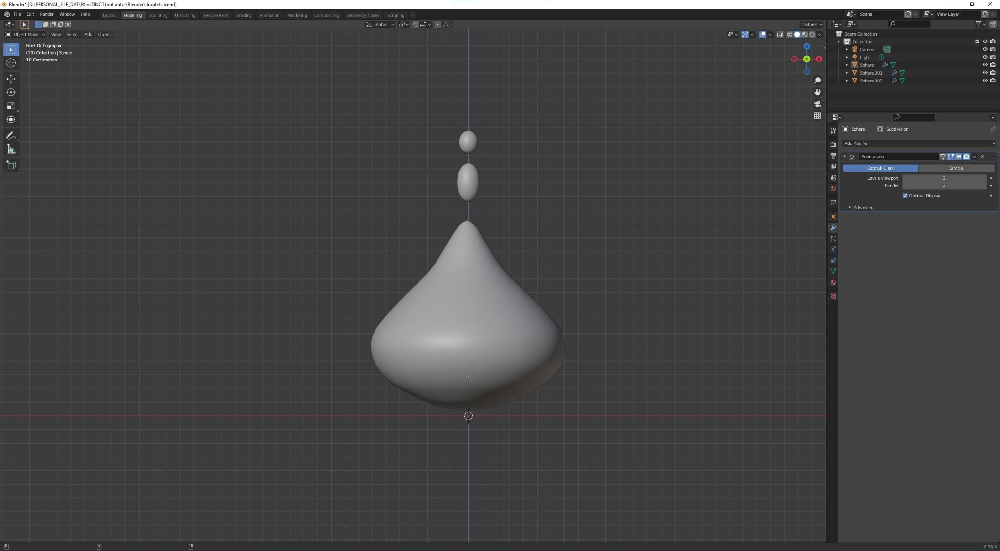 Blender* [D:\PERSONAL_FILE_DAT\EXinsTINCT (not auto)\Blender\droplets.blend]
File Edit Render Window Help Layout Modeling Sculpting UV Editing Texture Paint Shading Animation Rendering Compositing Geometry Nodes Scripting + Scene View Layer
Global Options
Object Mode View Select Add Object
Scene Collection
Collection
Camera
Light
Sphere
Sphere.001
Sphere.002
Front Orthographic
(19) Collection | Sphere
10 Centimeters
Z
Y
X
Sphere Subdivision
Add Modifier
Subdivision
Catmull-Clark Simple
Levels Viewport 3
Render 3
Optimal Display
Advanced
2.93.5